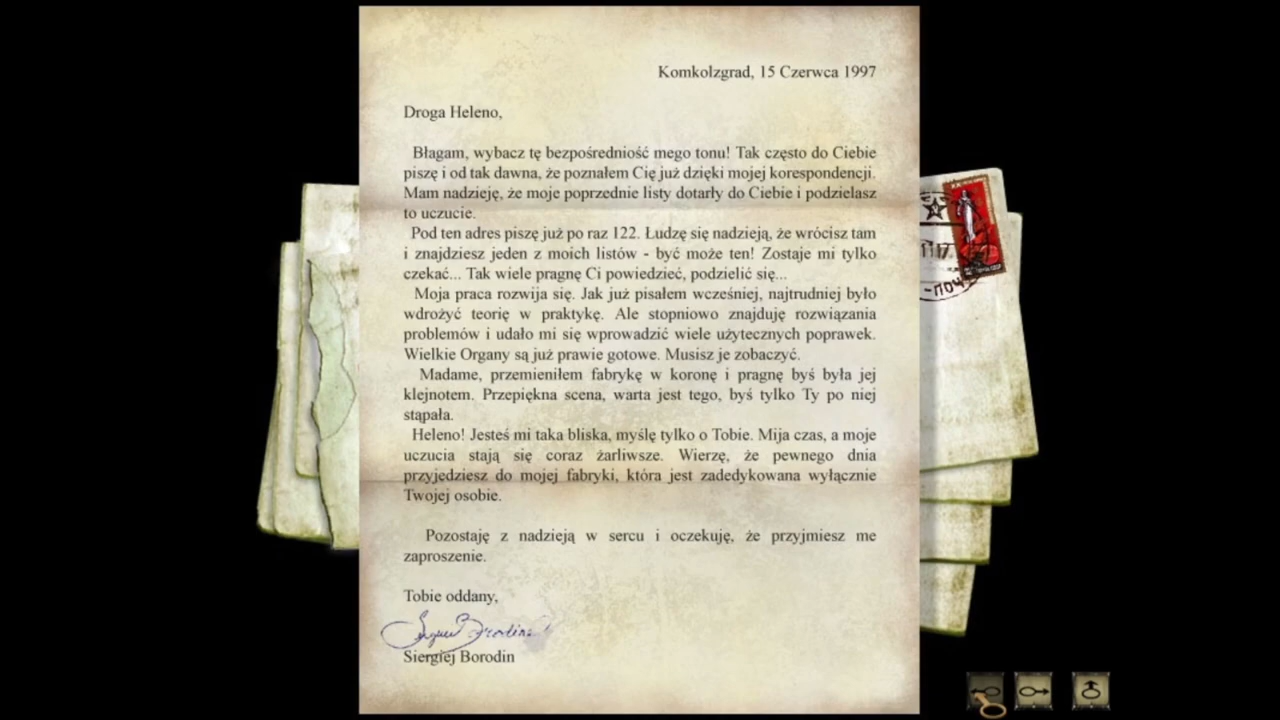 Komkolzgrad, 15 Czerwca 1997
Droga Heleno,
Błagam, wybacz tę bezpośredniość mego tonu! Tak często do Ciebie
piszę i od tak dawna, że poznałem Cię już dzięki mojej korespondencji.
Mam nadzieję, że moje poprzednie listy dotarły do Ciebie i podzielasz
to uczucie.
Pod ten adres piszę już po raz 122. Łudzę się nadzieją, że wrócisz tam
i znajdziesz jeden z moich listów - być może ten! Zostaje mi tylko
czekać... Tak wiele pragnę Ci powiedzieć, podzielić się...
Moja praca rozwija się. Jak już pisałem wcześniej, najtrudniej było
wdrożyć teorię w praktykę. Ale stopniowo znajduję rozwiązania
problemów i udało mi się wprowadzić wiele użytecznych poprawek.
Wielkie Organy są już prawie gotowe. Musisz je zobaczyć.
Madame, przemieniłem fabrykę w koronę i pragnę byś była jej
klejnotem. Przepiękna scena, warta jest tego, byś tylko Ty po niej
stąpała.
Heleno! Jesteś mi taka bliska, myślę tylko o Tobie. Mija czas, a moje
uczucia stają się coraz żarliwsze. Wierzę, że pewnego dnia
przyjedziesz do mojej fabryki, która jest zadedykowana wyłącznie
Twojej osobie.
Pozostaję z nadzieją w sercu i oczekuję, że przyjmiesz me
zaproszenie.
Tobie oddany,
Siergiej Borodin